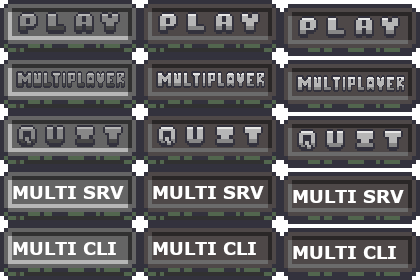 PLAY PLAY PLAY
MULTIPLAYER MULTIPLAYER MULTIPLAYER
QUIT QUIT QUIT
MULTI SRV MULTI SRV MULTI SRV
MULTI CLI MULTI CLI MULTI CLI